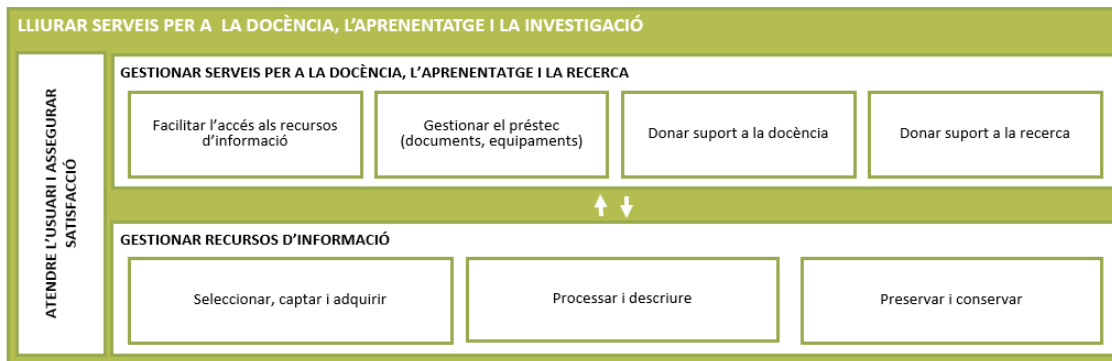 LLIURAR SERVEIS PER A LA DOCÈNCIA, L'APRENENTATGE I LA INVESTIGACIÓ
ATENDRE L'USUARI I ASSEGURAR
SATISFACCIÓ
GESTIONAR SERVEIS PER A LA DOCÈNCIA, L'APRENENTATGE I LA RECERCA
Facilitar l'accés als recursos
d'informació
Gestionar el préstec
(documents, equipaments)
Donar suport a la docència
Donar suport a la recerca
GESTIONAR RECURSOS D'INFORMACIÓ
Seleccionar, captar i adquirir
Processar i descriure
Preservar i conservar